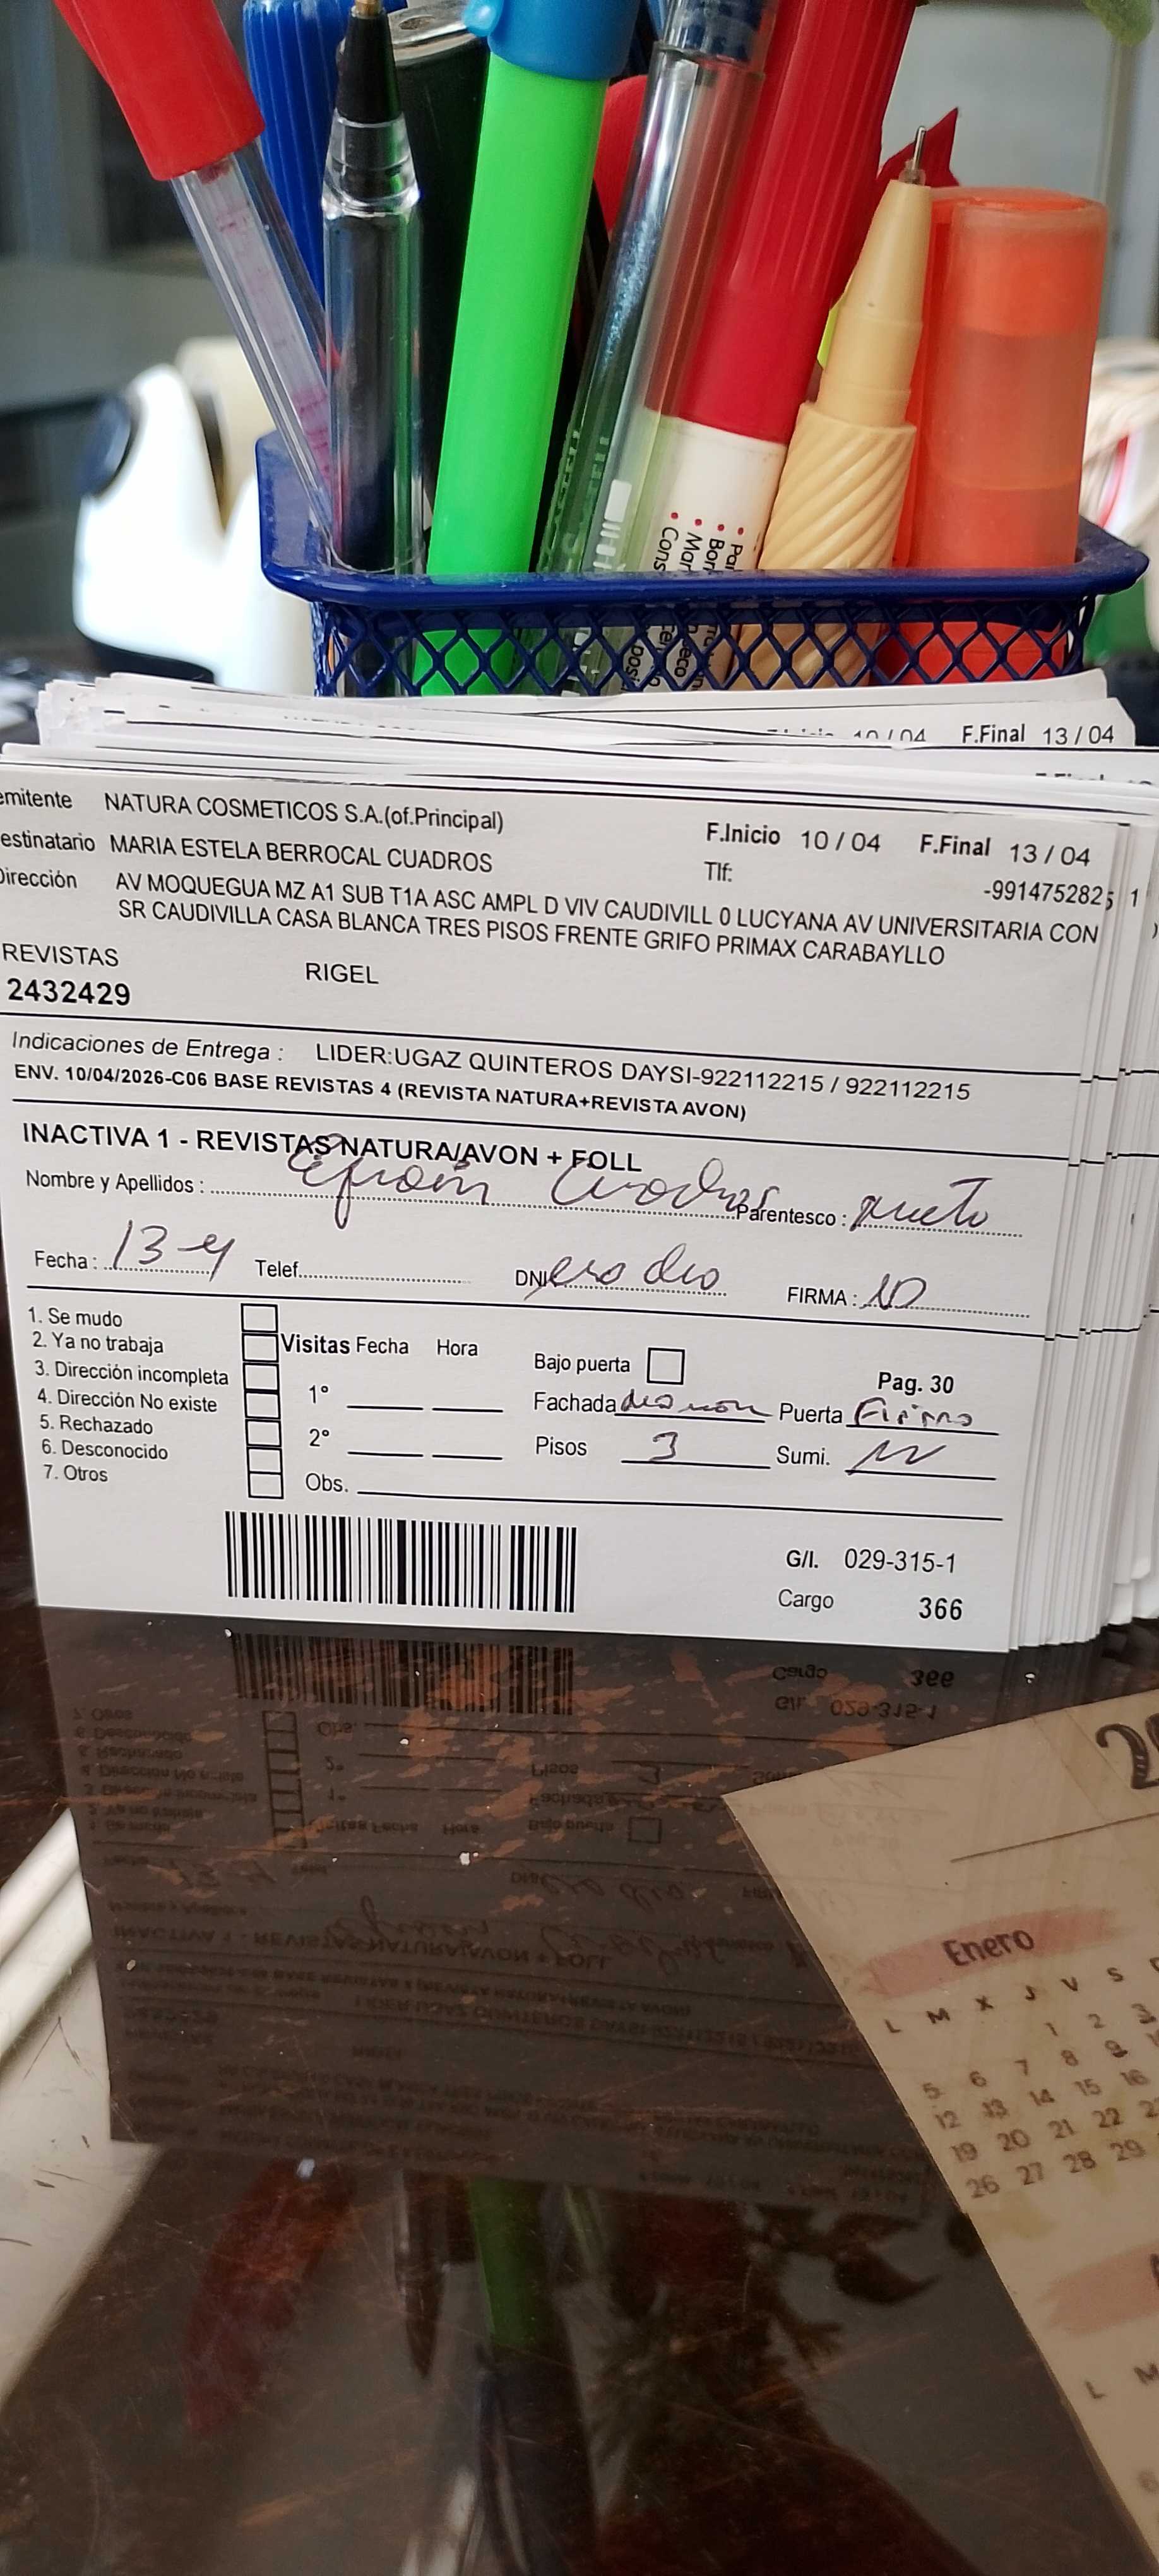 F.Final 13 / 04
emitente NATURA COSMETICOS S.A.(of.Principal)
F.Inicio 10 / 04 F.Final 13 / 04
estinatario MARIA ESTELA BERROCAL CUADROS
Tlf: -991475282
Dirección AV MOQUEGUA MZ A1 SUB T1A ASC AMPL D VIV CAUDIVILL 0 LUCYANA AV UNIVERSITARIA CON
SR CAUDIVILLA CASA BLANCA TRES PISOS FRENTE GRIFO PRIMAX CARABAYLLO
REVISTAS RIGEL
2432429
Indicaciones de Entrega : LIDER:UGAZ QUINTEROS DAYSI-922112215 / 922112215
ENV. 10/04/2026-C06 BASE REVISTAS 4 (REVISTA NATURA+REVISTA AVON)
INACTIVA 1 - REVISTAS NATURA/AVON + FOLL
Nombre y Apellidos : Efraín Cuadros Parentesco : nieto
Fecha : 13-4 Telef. DNI FIRMA :
1. Se mudo
2. Ya no trabaja
3. Dirección incompleta
4. Dirección No existe
5. Rechazado
6. Desconocido
7. Otros
Visitas Fecha Hora
1°
2°
Obs.
Bajo puerta Pag. 30
Fachada Puerta Fierro
Pisos 3 Sumi.
G/I. 029-315-1
Cargo 366
Enero
L M X J V S
1 2 3
5 6 7 8 9
12 13 14 15 16
19 20 21 22
26 27 28 29
L M